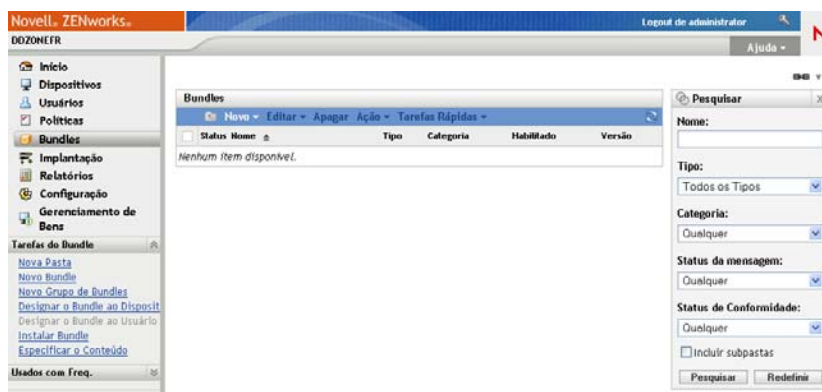 Novell® ZENworks®
Logout de administrator
DDZONEFR
Ajuda
Início
Dispositivos
Usuários
Políticas
Bundles
Implantação
Relatórios
Configuração
Gerenciamento de
Bens
Tarefas do Bundle
Nova Pasta
Novo Bundle
Novo Grupo de Bundles
Designar o Bundle ao Disposit
Designar o Bundle ao Usuário
Instalar Bundle
Especificar o Conteúdo
Usados com Freq.
Bundles
Novo Editar Apagar Ação Tarefas Rápidas
Status Nome Tipo Categoria Habilitado Versão
Nenhum item disponível.
Pesquisar
Nome:
Tipo:
Todos os Tipos
Categoria:
Qualquer
Status da mensagem:
Qualquer
Status de Conformidade:
Qualquer
Incluir subpastas
Pesquisar Redefinir